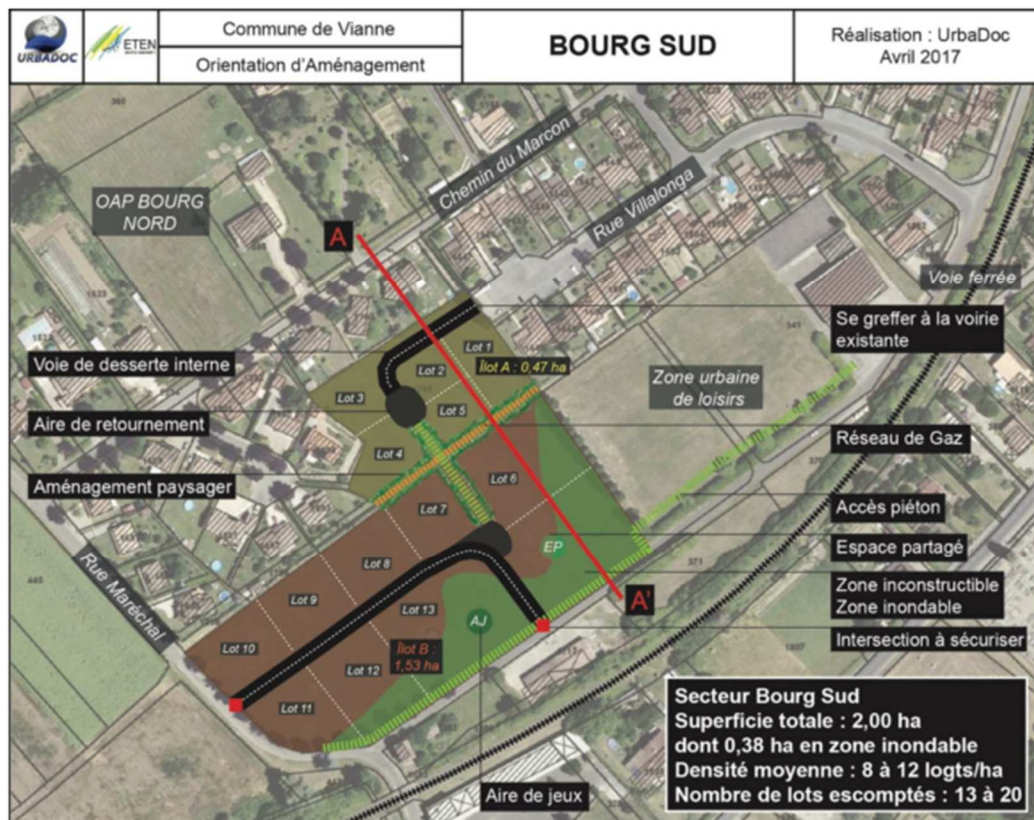 URBADOC
ETEN
Commune de Vianne
Orientation d'Aménagement
BOURG SUD
Réalisation : UrbaDoc
Avril 2017
OAP BOURG
NORD
Chemin du Marcon
Rue Villalonga
A
Voie ferrée
Se greffer à la voirie
existante
Voie de desserte interne
Lot 1
Lot 2
Îlot A : 0,47 ha
Lot 3
Zone urbaine
de loisirs
Aire de retournement
Lot 5
Réseau de Gaz
Lot 4
Aménagement paysager
Lot 6
Accès piéton
Lot 7
Espace partagé
EP
Lot 8
Zone inconstructible
Zone inondable
Rue Maréchal
Lot 9
Lot 13
A'
AJ
Intersection à sécuriser
Lot 10
Îlot B :
1,53 ha
Lot 12
Lot 11
Secteur Bourg Sud
Superficie totale : 2,00 ha
dont 0,38 ha en zone inondable
Densité moyenne : 8 à 12 logts/ha
Nombre de lots escomptés : 13 à 20
Aire de jeux
368
341
371
445